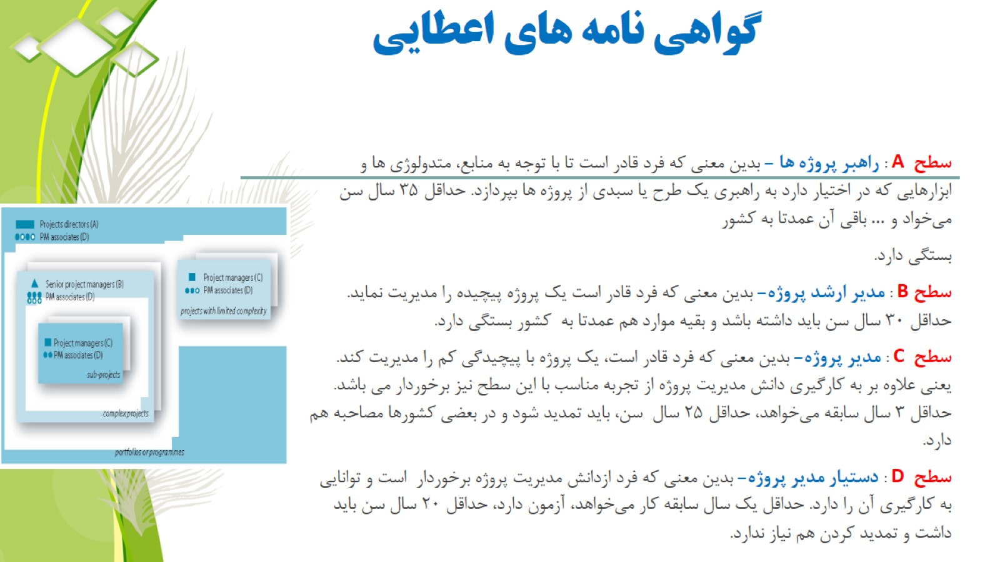 گواهی نامه های اعطایی
سطح A : راهبر پروژه ها – بدین معنی که فرد قادر است تا با توجه به منابع، متدولوژی ها و
ابزارهایی که در اختیار دارد به راهبری یک طرح یا سبدی از پروژه ها بپردازد. حداقل ۳۵ سال سن
می‌خواد و ... باقی آن عمدتا به کشور
بستگی دارد.
سطح B : مدیر ارشد پروژه– بدین معنی که فرد قادر است یک پروژه پیچیده را مدیریت نماید.
حداقل ۳۰ سال سن باید داشته باشد و بقیه موارد هم عمدتا به کشور بستگی دارد.
سطح C : مدیر پروژه– بدین معنی که فرد قادر است، یک پروژه با پیچیدگی کم را مدیریت کند.
یعنی علاوه بر به کارگیری دانش مدیریت پروژه از تجربه مناسب با این سطح نیز برخوردار می باشد.
حداقل ۳ سال سابقه می‌خواهد، حداقل ۲۵ سال سن، باید تمدید شود و در بعضی کشورها مصاحبه هم
دارد.
سطح D : دستیار مدیر پروژه– بدین معنی که فرد ازدانش مدیریت پروژه برخوردار است و توانایی
به کارگیری آن را دارد. حداقل یک سال سابقه کار می‌خواهد، آزمون دارد، حداقل ۲۰ سال سن باید
داشت و تمدید کردن هم نیاز ندارد.
Projects directors (A)
PM associates (D)
Senior project managers (B)
PM associates (D)
Project managers (C)
PM associates (D)
sub-projects
complex projects
Project managers (C)
PM associates (D)
projects with limited complexity
portfolios or programmes